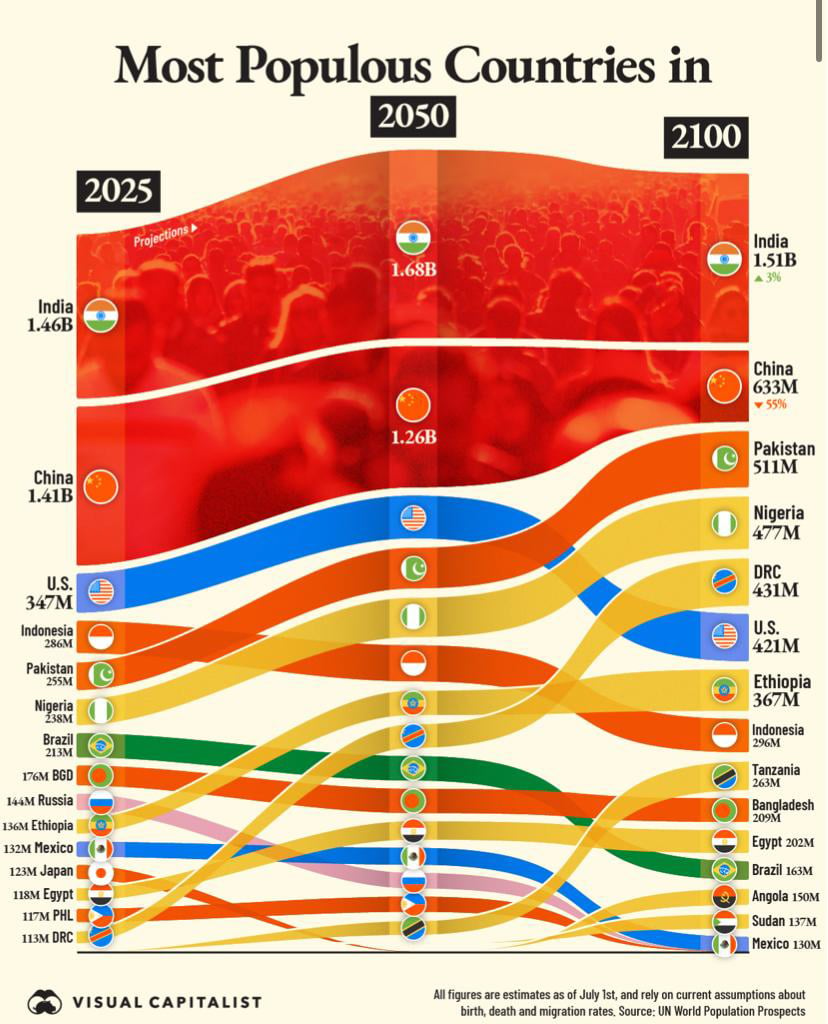 Most Populous Countries in
2050
2100
2025
Projections
India
1.46B
China
1.41B
U.S.
347M
Indonesia
286M
Pakistan
255M
Nigeria
238M
Brazil
213M
176M BGD
144M Russia
136M Ethiopia
132M Mexico
123M Japan
118M Egypt
117M PHL
113M DRC
1.68B
1.26B
India
1.51B
▲ 3%
China
633M
▼ 55%
Pakistan
511M
Nigeria
477M
DRC
431M
U.S.
421M
Ethiopia
367M
Indonesia
296M
Tanzania
263M
Bangladesh
209M
Egypt 202M
Brazil 163M
Angola 150M
Sudan 137M
Mexico 130M
VISUAL CAPITALIST
All figures are estimates as of July 1st, and rely on current assumptions about
birth, death and migration rates. Source: UN World Population Prospects